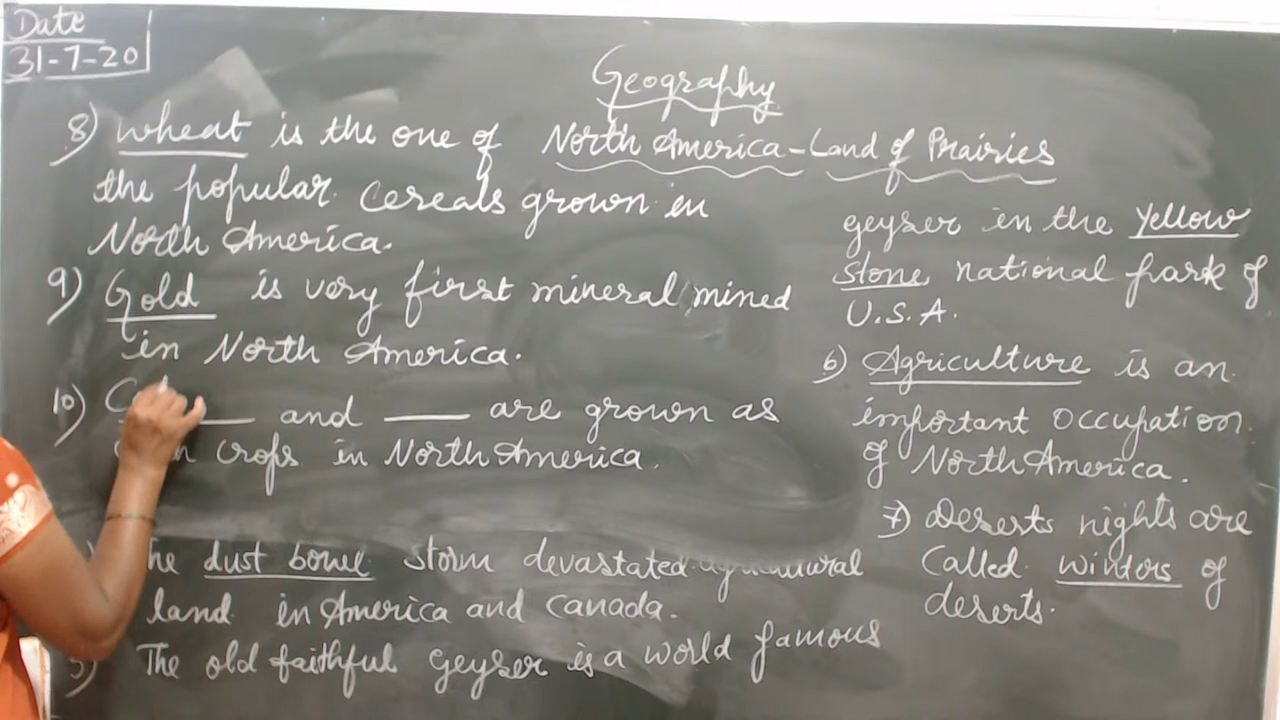 Date
31-7-20
Geography
North America-Land of Prairies
8) wheat is the one of
the popular cereals grown in
North America.
9) Gold is very first mineral mined
in North America.
10) C___ and ___ are grown as
crops in North America.
The dust bowel storm devastated agricultural
land in America and Canada.
5) The old faithful geyser is a world famous
geyser in the yellow
stone national park of
U.S.A.
6) Agriculture is an
important occupation
of North America.
7) Deserts nights are
called winters of
deserts.